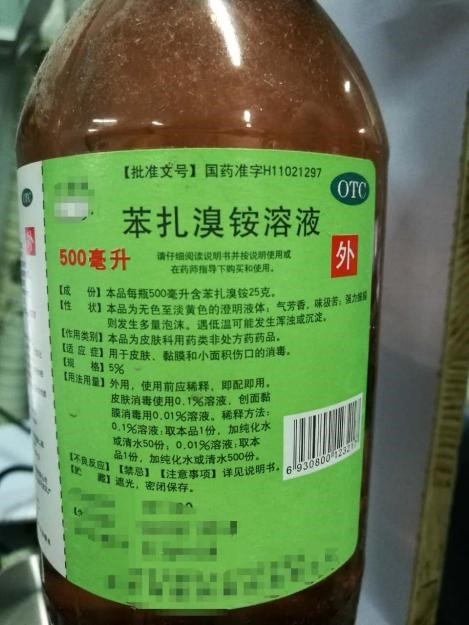 【批准文号】国药准字H11021297
OTC
OTC
苯扎溴铵溶液
500毫升
请仔细阅读说明书并按说明使用或
在药师指导下购买和使用。
外
外
【成 份】本品每瓶500毫升含苯扎溴铵25克。
【性 状】本品为无色至淡黄色的澄明液体；气芳香，味极苦；强力振摇
则发生多量泡沫。遇低温可能发生浑浊或沉淀。
【作用类别】本品为皮肤科用药类非处方药药品。
【适应症】用于皮肤、黏膜和小面积伤口的消毒。
【规 格】5%
【用法用量】外用，使用前应稀释，即配即用。
皮肤消毒使用0.1%溶液，创面黏
膜消毒用0.01%溶液。稀释方法：
0.1%溶液：取本品1份，加纯化水
或清水50份；0.01%溶液：取本
品1份，加纯化水或清水500份。
【不良反应】【禁忌】【注意事项】详见说明书。
【贮 藏】遮光，密闭保存。
6 930800 12321